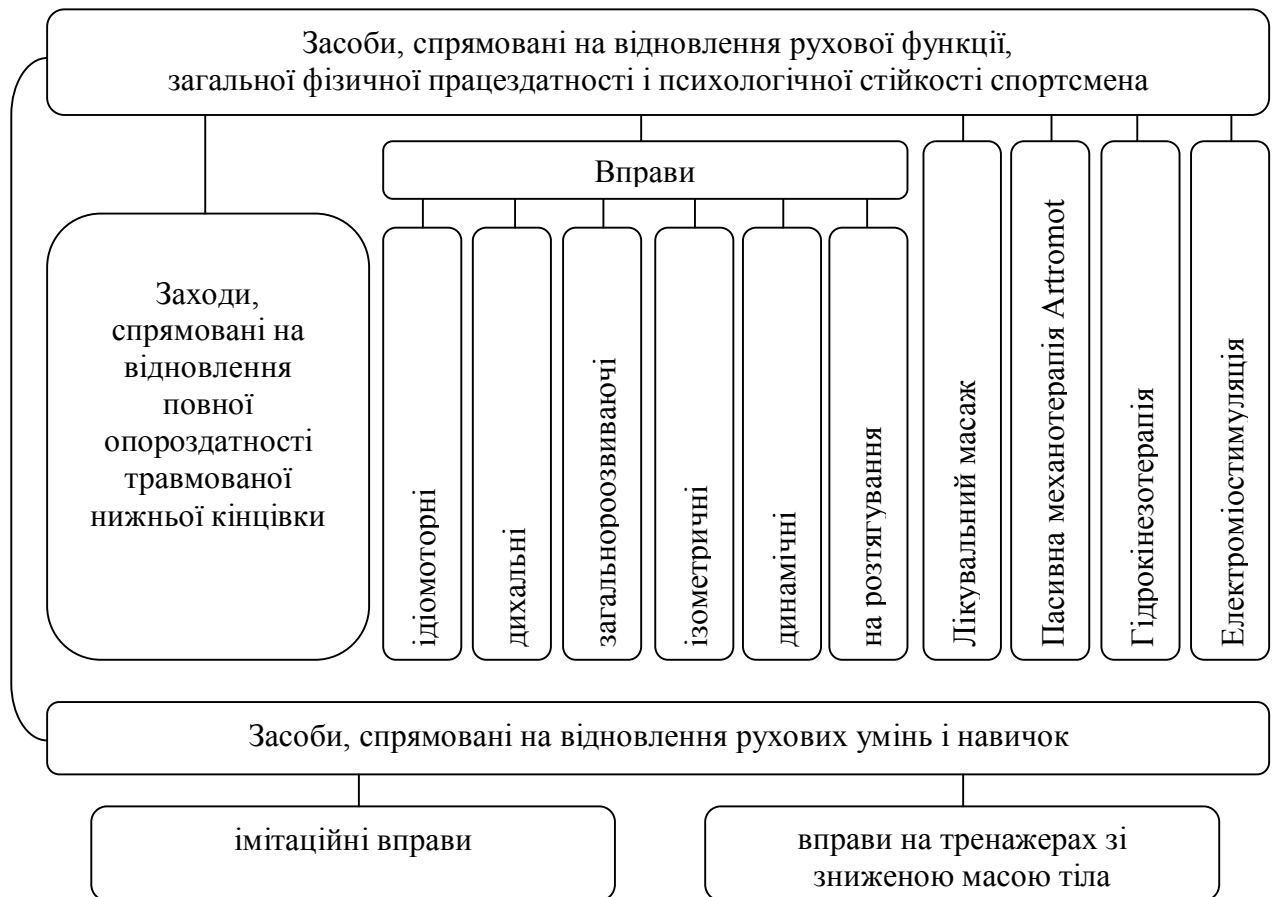 Засоби, спрямовані на відновлення рухової функції,
загальної фізичної працездатності і психологічної стійкості спортсмена
Вправи
Заходи,
спрямовані на
відновлення
повної
опороздатності
травмованої
нижньої кінцівки
ідіомоторні
дихальні
загальнороозвиваючі
ізометричні
динамічні
на розтягування
Лікувальний масаж
Пасивна механотерапія Artromot
Гідрокінезотерапія
Електроміостимуляція
Засоби, спрямовані на відновлення рухових умінь і навичок
імітаційні вправи
вправи на тренажерах зі
зниженою масою тіла